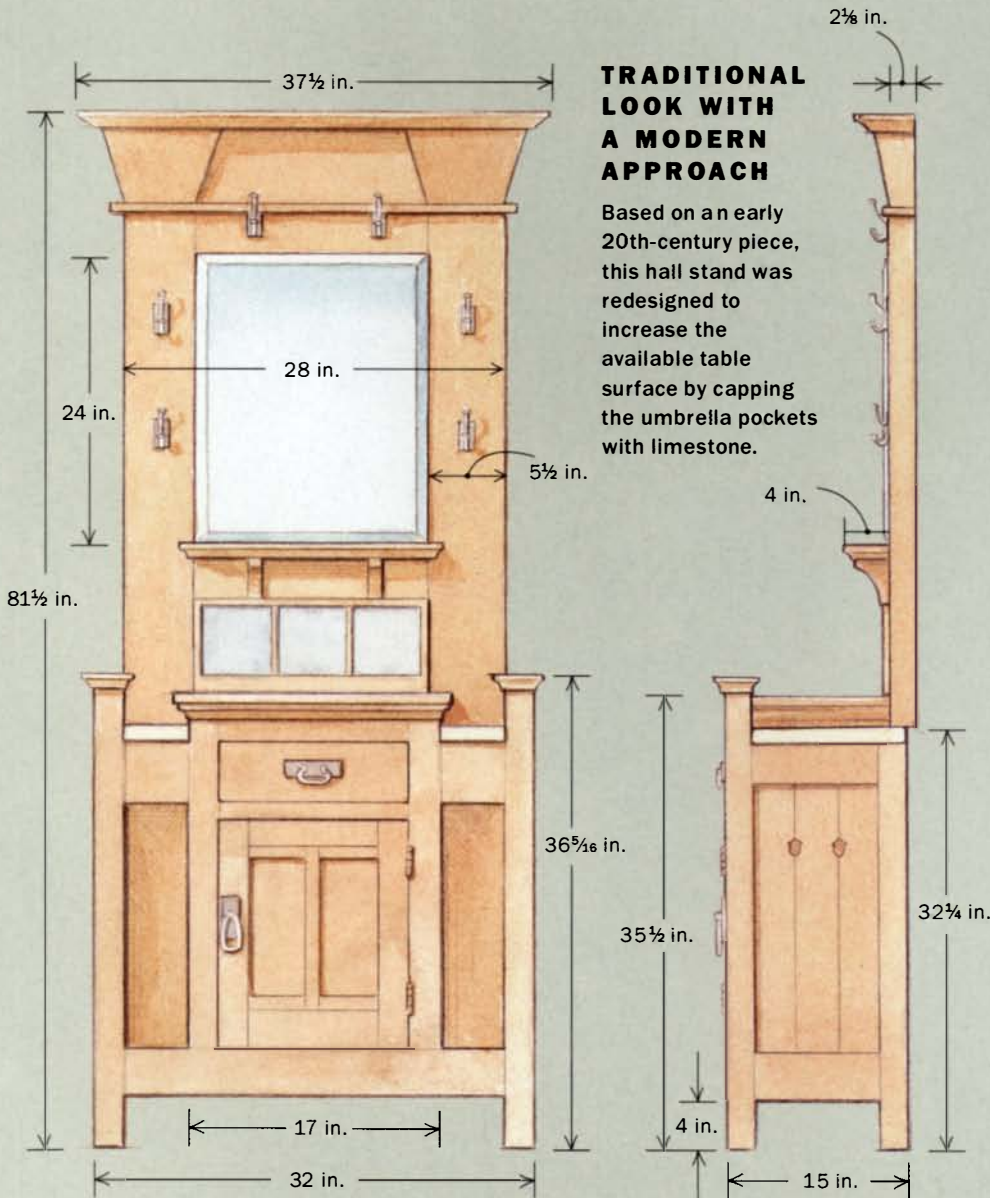 2⅛ in.
37½ in.
TRADITIONAL
LOOK WITH
A MODERN
APPROACH
Based on an early
20th-century piece,
this hall stand was
redesigned to
increase the
available table
surface by capping
the umbrella pockets
with limestone.
28 in.
24 in.
5½ in.
4 in.
81½ in.
36⁵⁄₁₆ in.
32¼ in.
35½ in.
4 in.
17 in.
32 in.
15 in.